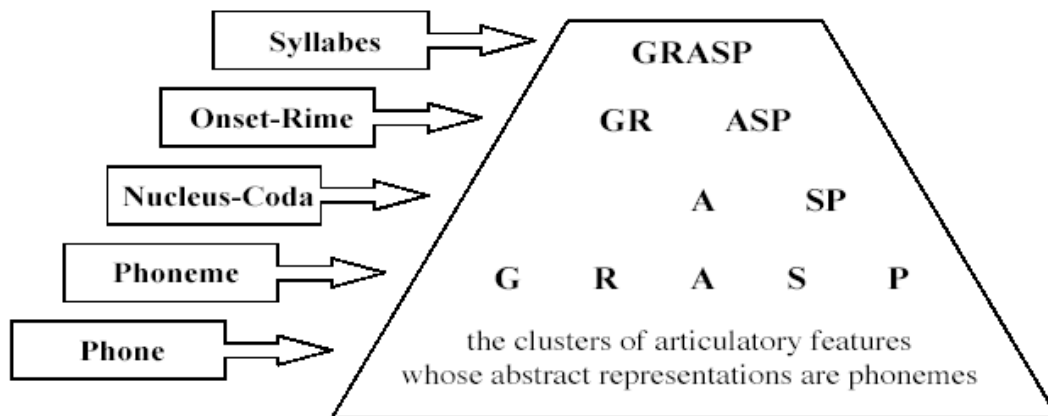 Syllabes GRASP
Onset-Rime GR ASP
Nucleus-Coda A SP
Phoneme G R A S P
Phone the clusters of articulatory features
whose abstract representations are phonemes